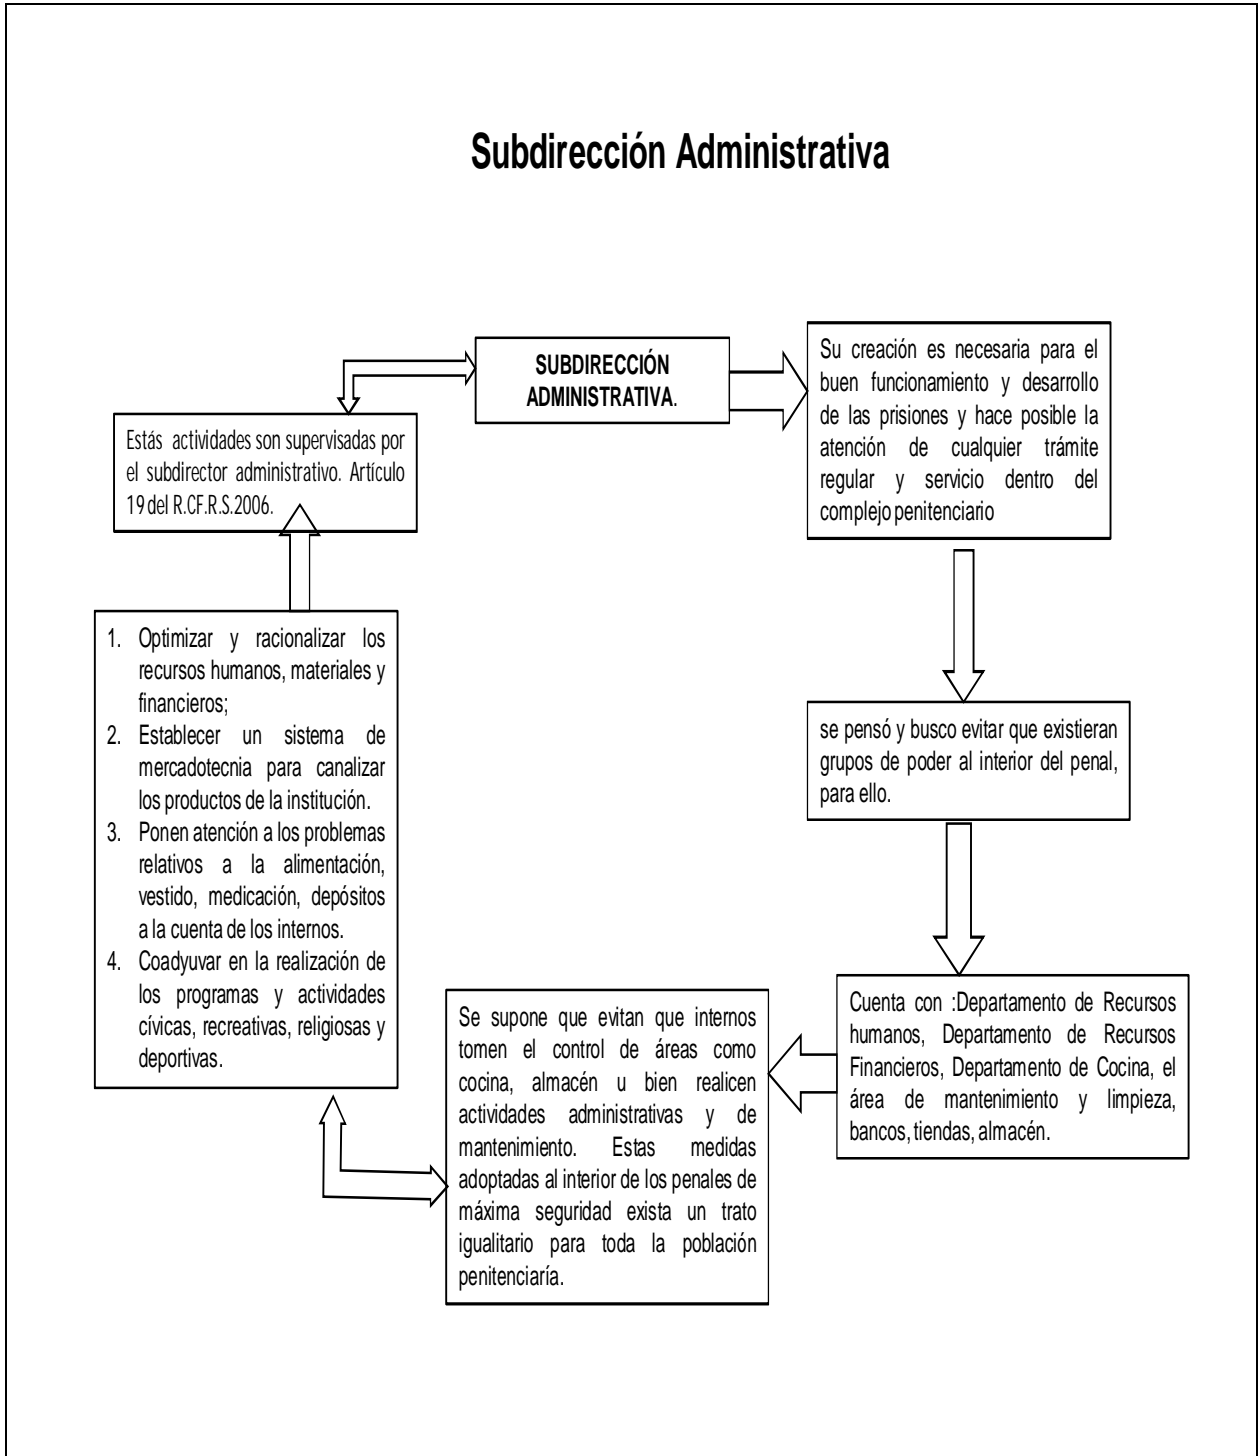 Subdirección Administrativa
SUBDIRECCIÓN
ADMINISTRATIVA.
Su creación es necesaria para el
buen funcionamiento y desarrollo
de las prisiones y hace posible la
atención de cualquier trámite
regular y servicio dentro del
complejo penitenciario
se pensó y busco evitar que existieran
grupos de poder al interior del penal,
para ello.
Cuenta con :Departamento de Recursos
humanos, Departamento de Recursos
Financieros, Departamento de Cocina, el
área de mantenimiento y limpieza,
bancos, tiendas, almacén.
Se supone que evitan que internos
tomen el control de áreas como
cocina, almacén u bien realicen
actividades administrativas y de
mantenimiento. Estas medidas
adoptadas al interior de los penales de
máxima seguridad exista un trato
igualitario para toda la población
penitenciaría.
1. Optimizar y racionalizar los
recursos humanos, materiales y
financieros;
2. Establecer un sistema de
mercadotecnia para canalizar
los productos de la institución.
3. Ponen atención a los problemas
relativos a la alimentación,
vestido, medicación, depósitos
a la cuenta de los internos.
4. Coadyuvar en la realización de
los programas y actividades
cívicas, recreativas, religiosas y
deportivas.
Estás actividades son supervisadas por
el subdirector administrativo. Artículo
19 del R.CF.R.S.2006.